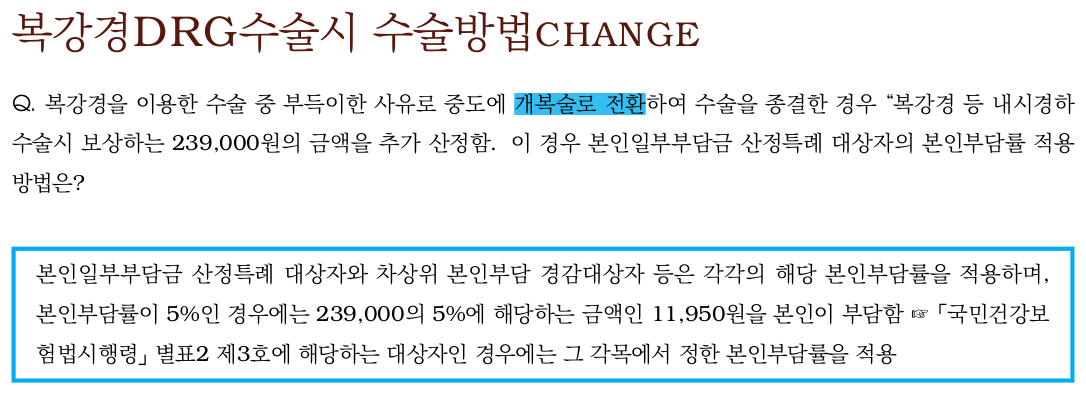 복강경DRG수술시 수술방법CHANGE
Q. 복강경을 이용한 수술 중 부득이한 사유로 중도에 개복술로 전환하여 수술을 종결한 경우 “복강경 등 내시경하
수술시 보상하는 239,000원의 금액을 추가 산정함. 이 경우 본인일부부담금 산정특례 대상자의 본인부담률 적용
방법은?
본인일부부담금 산정특례 대상자와 차상위 본인부담 경감대상자 등은 각각의 해당 본인부담률을 적용하며,
본인부담률이 5%인 경우에는 239,000의 5%에 해당하는 금액인 11,950원을 본인이 부담함 ☞ 「국민건강보
험법시행령」 별표2 제3호에 해당하는 대상자인 경우에는 그 각목에서 정한 본인부담률을 적용